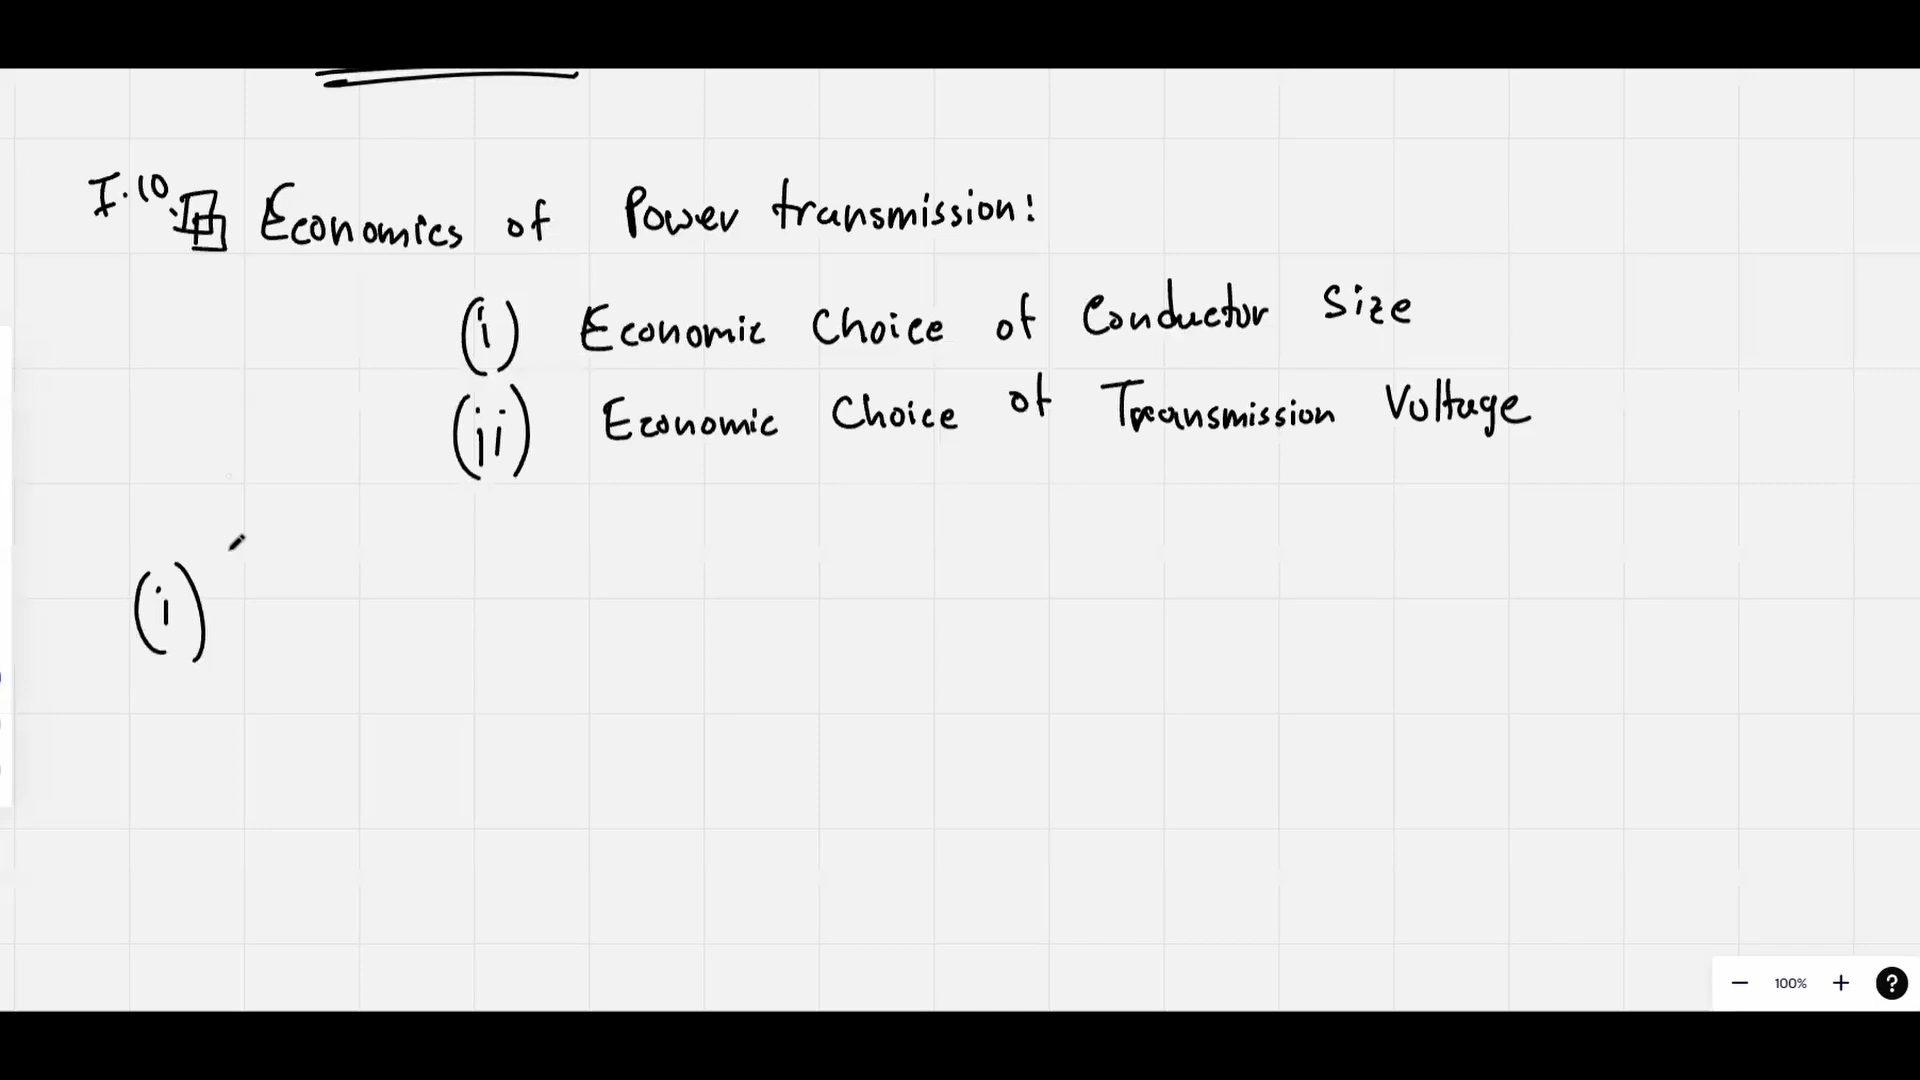 I.10. Economics of Power transmission:
(i) Economic Choice of Conductor Size
(ii) Economic Choice of Transmission Voltage
(i)
100%
?